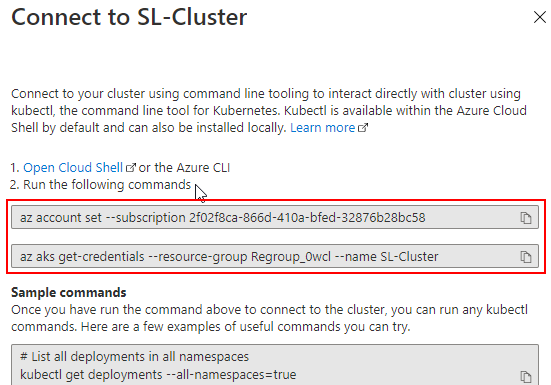 Connect to SL-Cluster
Connect to your cluster using command line tooling to interact directly with cluster using
kubectl, the command line tool for Kubernetes. Kubectl is available within the Azure Cloud
Shell by default and can also be installed locally. Learn more
1. Open Cloud Shell or the Azure CLI
2. Run the following commands
az account set --subscription 2f02f8ca-866d-410a-bfed-32876b28bc58
az aks get-credentials --resource-group Regroup_0wcl --name SL-Cluster
Sample commands
Once you have run the command above to connect to the cluster, you can run any kubectl
commands. Here are a few examples of useful commands you can try.
# List all deployments in all namespaces
kubectl get deployments --all-namespaces=true